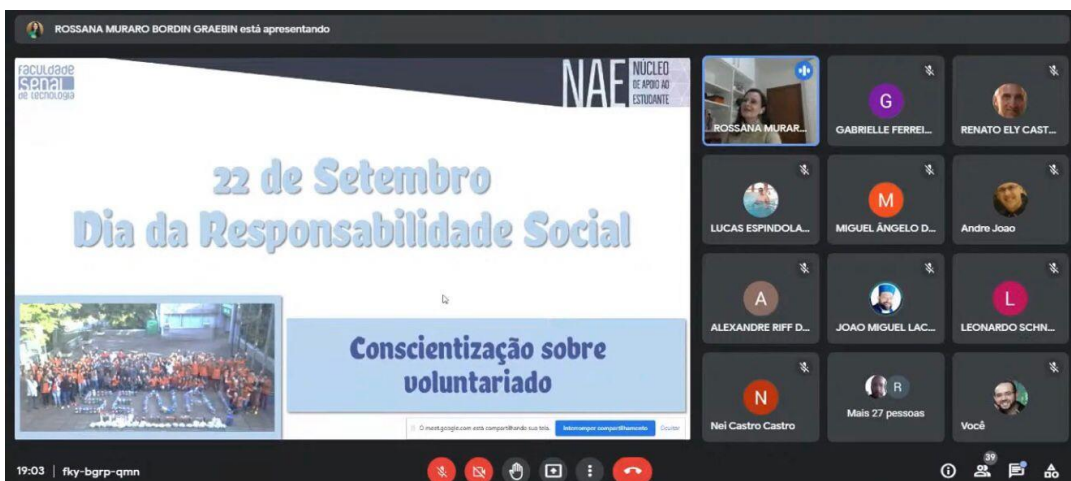 ROSSANA MURARO BORDIN GRAEBIN está apresentando
Faculdade
Senai
de tecnologia
NAE
NÚCLEO
DE APOIO AO
ESTUDANTE
22 de Setembro
Dia da Responsabilidade Social
SENAI
Conscientização sobre
voluntariado
O meet.google.com está compartilhando sua tela.
Interromper compartilhamento
Ocultar
ROSSANA MURAR...
G
GABRIELLE FERREI...
RENATO ELY CAST...
LUCAS ESPINDOLA...
M
MIGUEL ÂNGELO D...
Andre Joao
A
ALEXANDRE RIFF D...
JOAO MIGUEL LAC...
L
LEONARDO SCHN...
N
Nei Castro Castro
R
Mais 27 pessoas
Você
19:03 | fky-bgrp-qmn
39